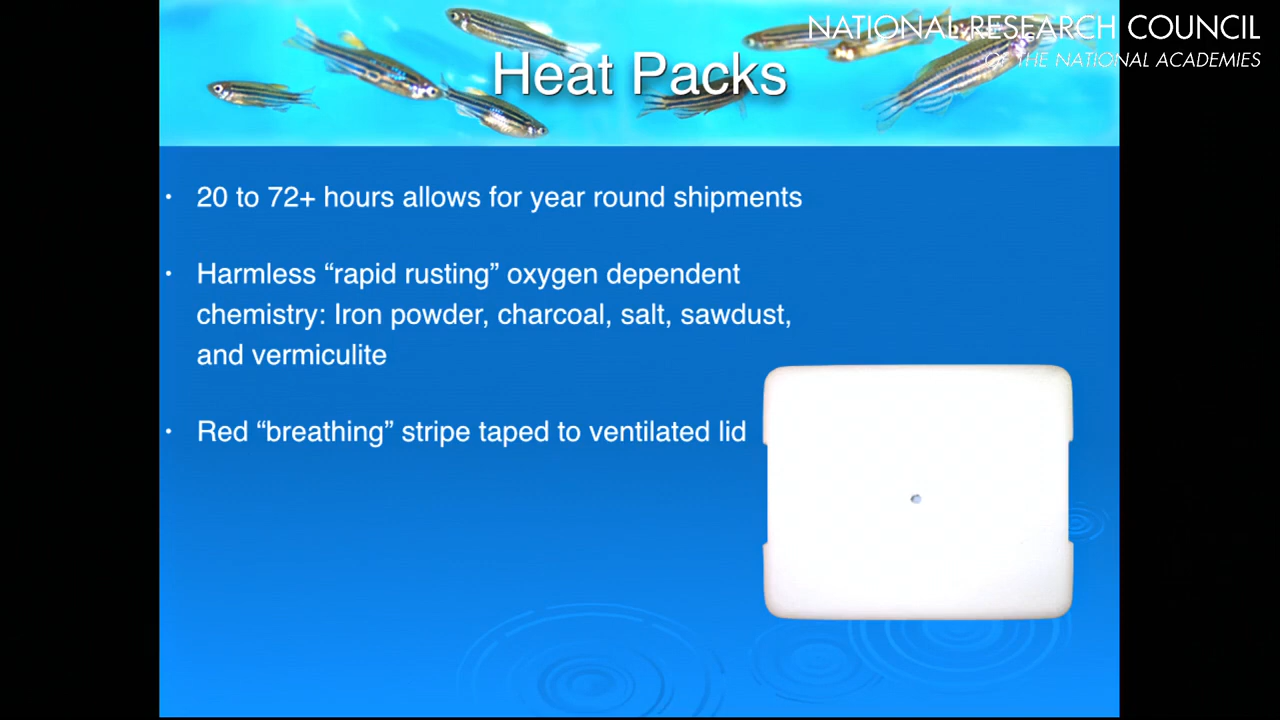 NATIONAL RESEARCH COUNCIL
OF THE NATIONAL ACADEMIES
Heat Packs
• 20 to 72+ hours allows for year round shipments
• Harmless “rapid rusting” oxygen dependent
chemistry: Iron powder, charcoal, salt, sawdust,
and vermiculite
• Red “breathing” stripe taped to ventilated lid